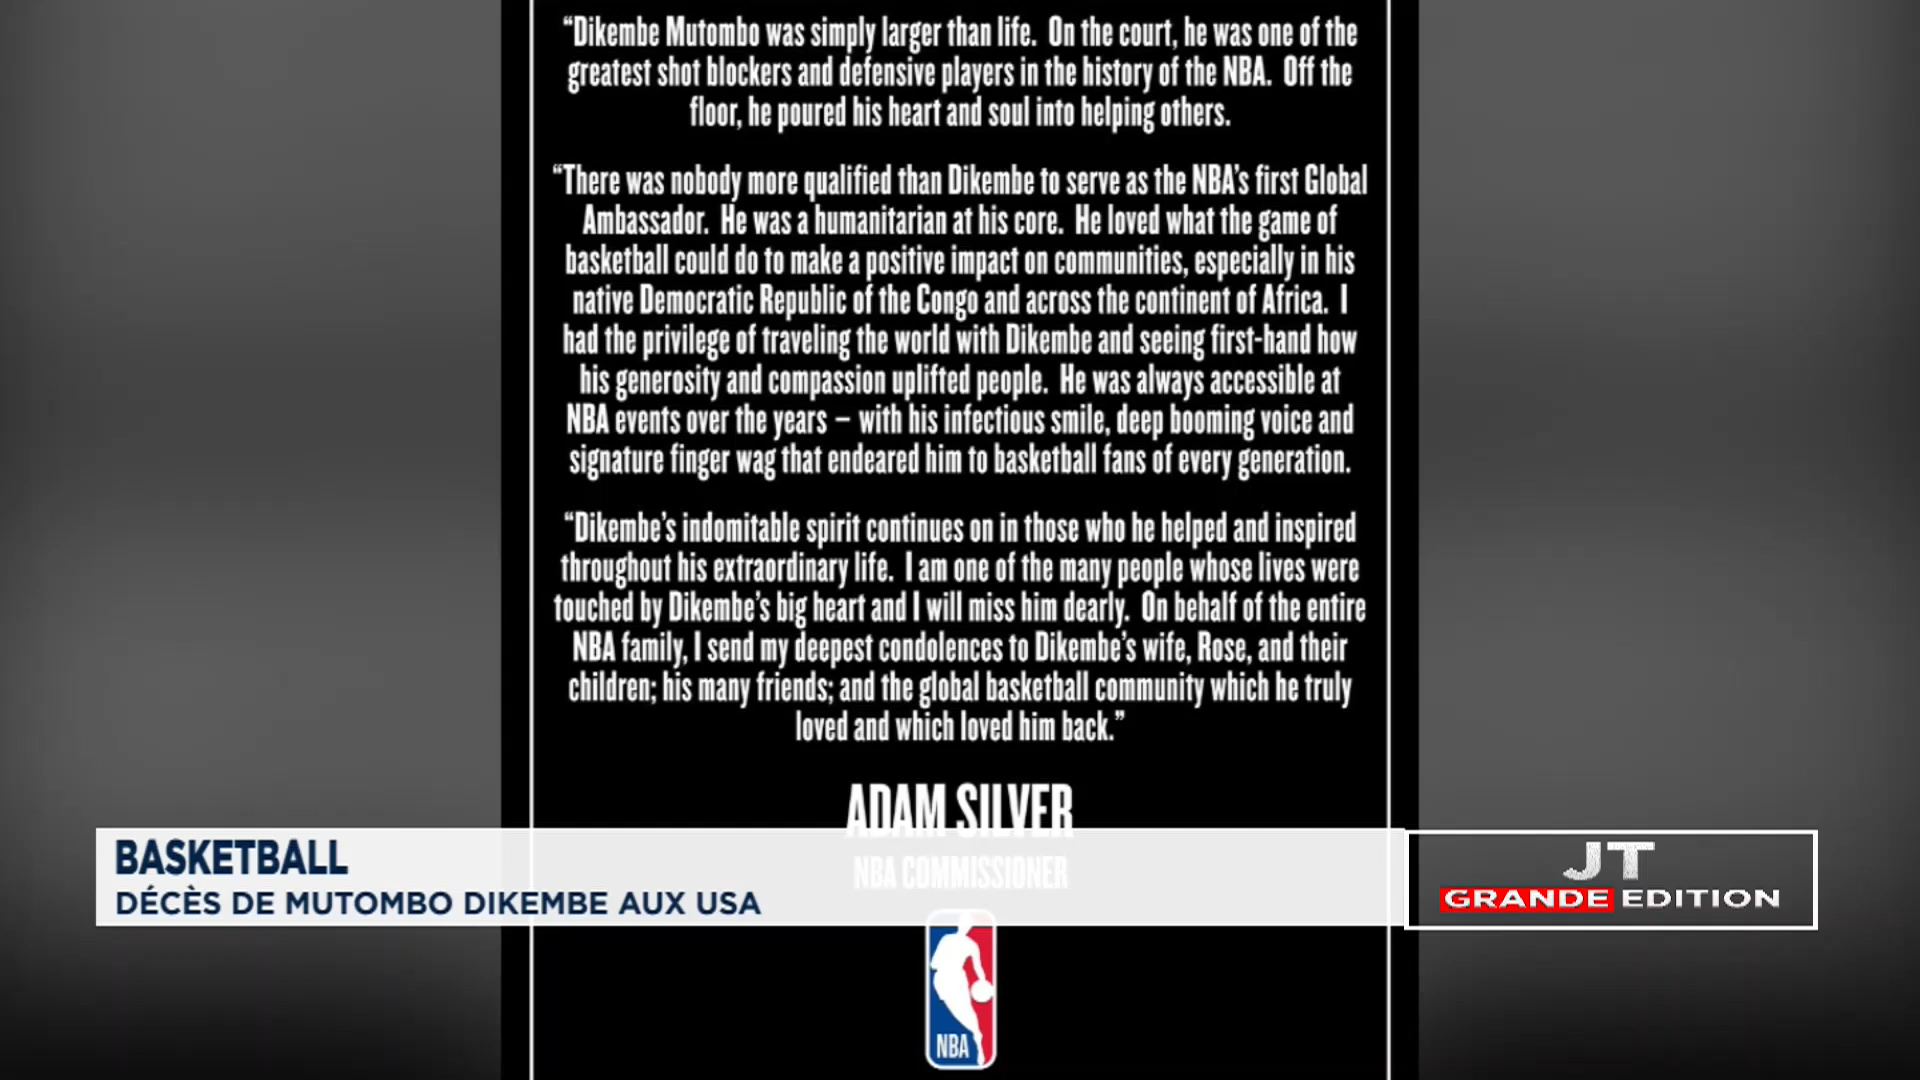 “Dikembe Mutombo was simply larger than life. On the court, he was one of the
greatest shot blockers and defensive players in the history of the NBA. Off the
floor, he poured his heart and soul into helping others.
“There was nobody more qualified than Dikembe to serve as the NBA’s first Global
Ambassador. He was a humanitarian at his core. He loved what the game of
basketball could do to make a positive impact on communities, especially in his
native Democratic Republic of the Congo and across the continent of Africa. I
had the privilege of traveling the world with Dikembe and seeing first-hand how
his generosity and compassion uplifted people. He was always accessible at
NBA events over the years – with his infectious smile, deep booming voice and
signature finger wag that endeared him to basketball fans of every generation.
“Dikembe’s indomitable spirit continues on in those who he helped and inspired
throughout his extraordinary life. I am one of the many people whose lives were
touched by Dikembe’s big heart and I will miss him dearly. On behalf of the entire
NBA family, I send my deepest condolences to Dikembe’s wife, Rose, and their
children; his many friends; and the global basketball community which he truly
loved and which loved him back.”
ADAM SILVER
NBA COMMISSIONER
BASKETBALL
DÉCÈS DE MUTOMBO DIKEMBE AUX USA
JT
GRANDE EDITION
NBA